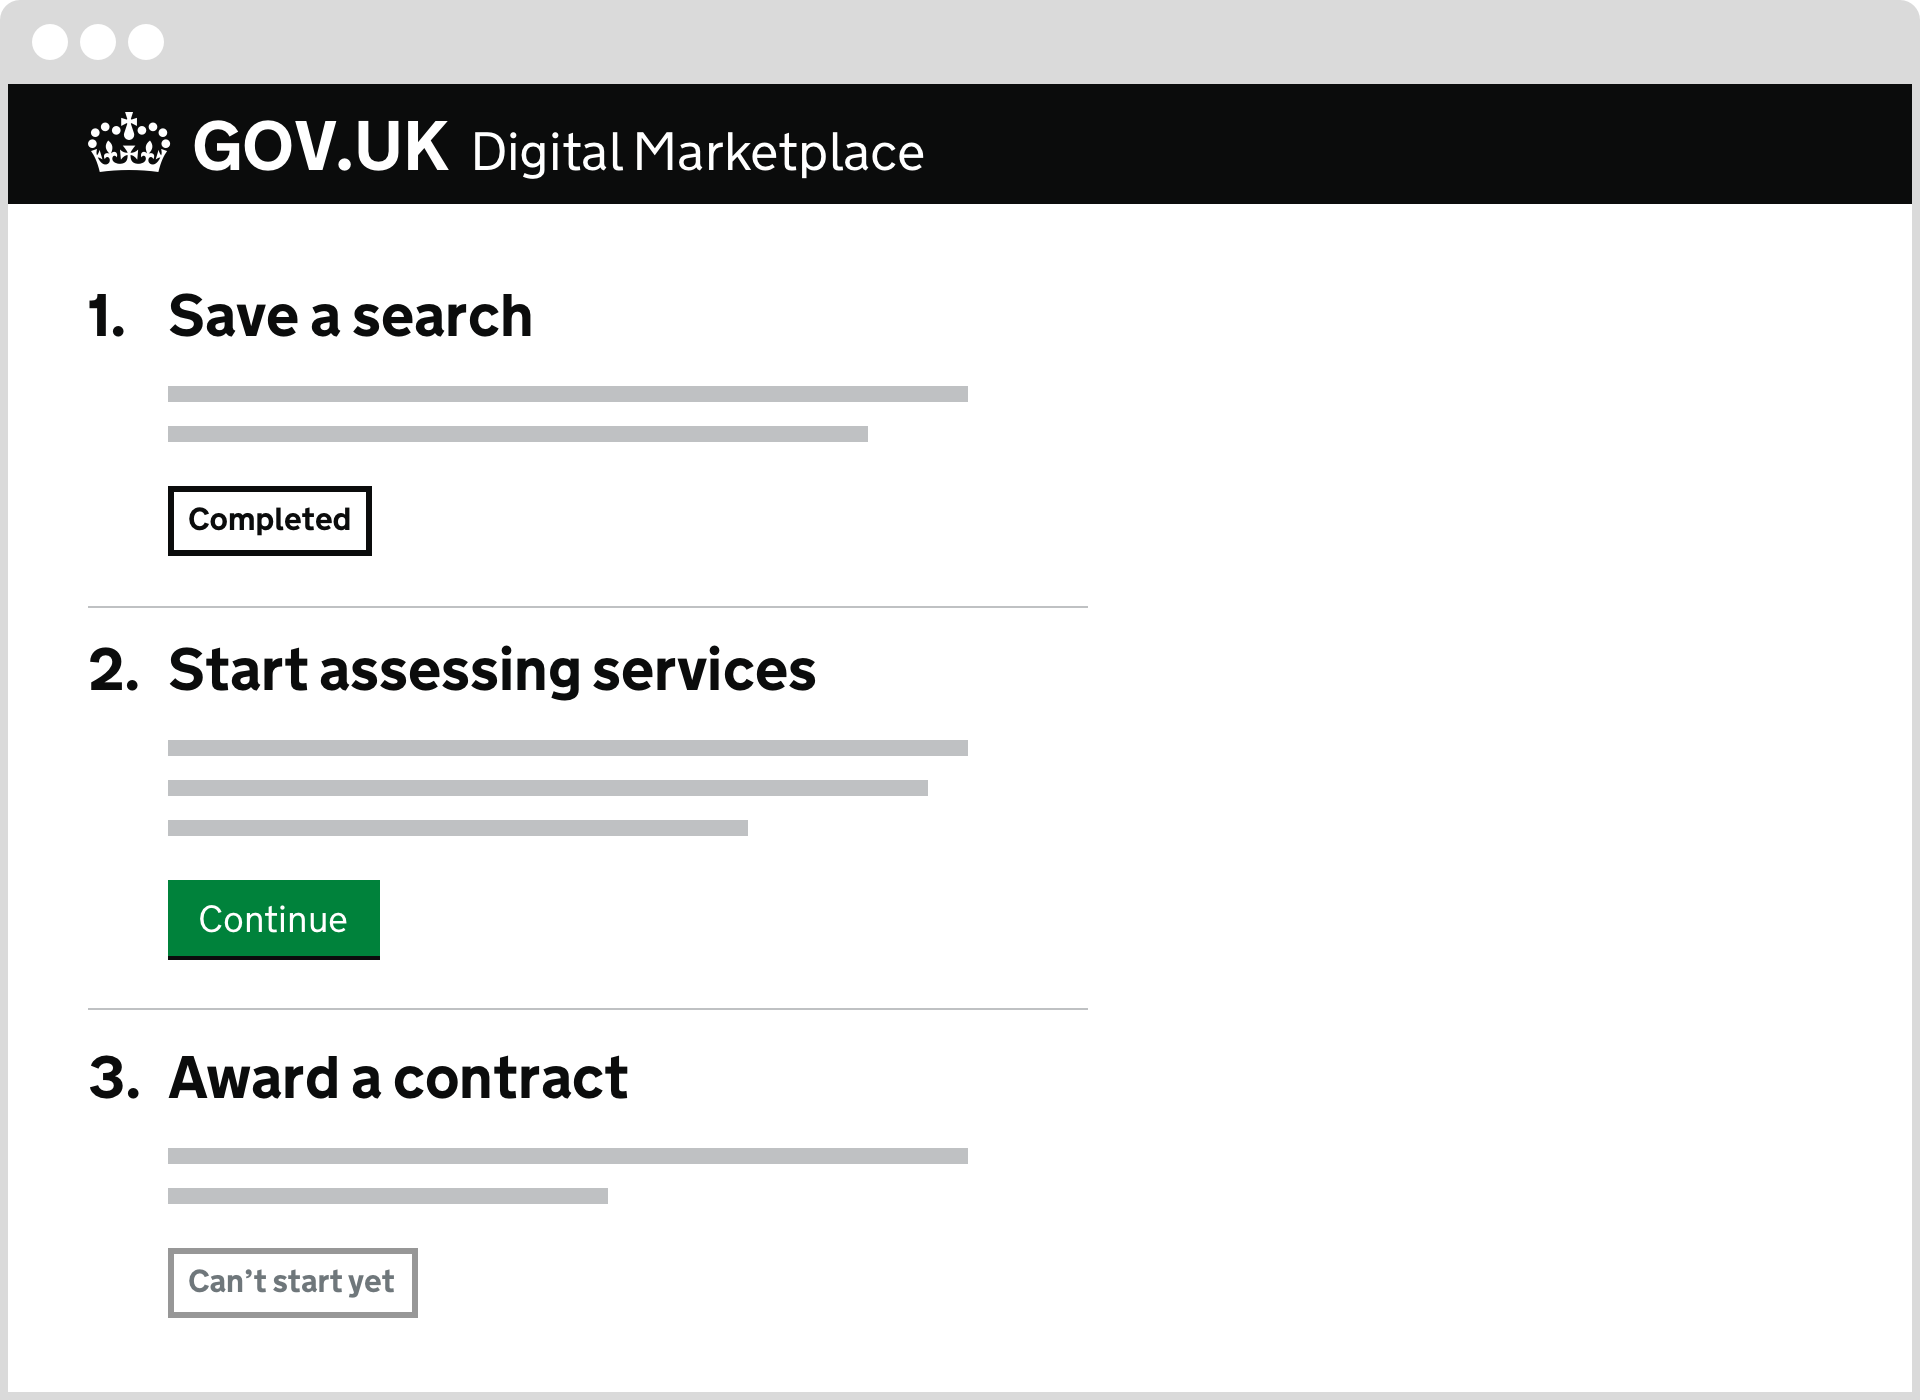 GOV.UK Digital Marketplace
1. Save a search
Completed
2. Start assessing services
Continue
3. Award a contract
Can’t start yet